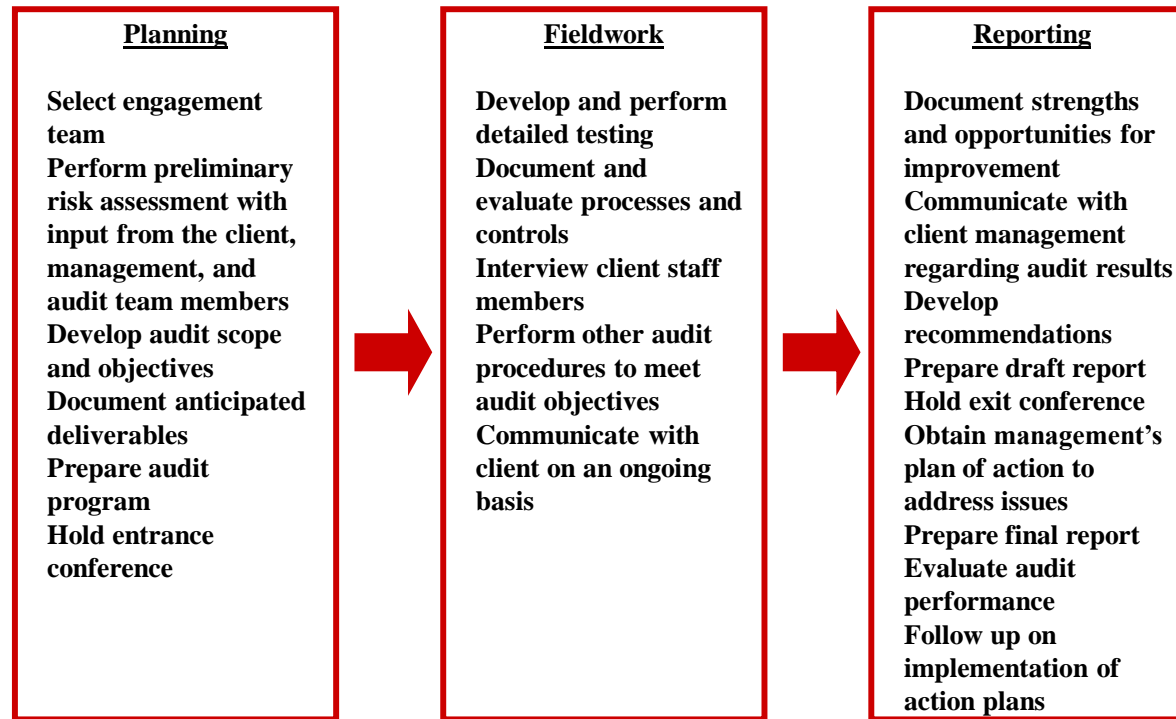 Planning
Select engagement
team
Perform preliminary
risk assessment with
input from the client,
management, and
audit team members
Develop audit scope
and objectives
Document anticipated
deliverables
Prepare audit
program
Hold entrance
conference
Fieldwork
Develop and perform
detailed testing
Document and
evaluate processes and
controls
Interview client staff
members
Perform other audit
procedures to meet
audit objectives
Communicate with
client on an ongoing
basis
Reporting
Document strengths
and opportunities for
improvement
Communicate with
client management
regarding audit results
Develop
recommendations
Prepare draft report
Hold exit conference
Obtain management’s
plan of action to
address issues
Prepare final report
Evaluate audit
performance
Follow up on
implementation of
action plans